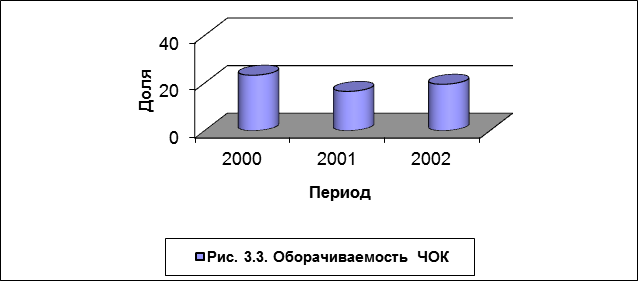 40
20
0
Доля
2000 2001 2002
Период
Рис. 3.3. Оборачиваемость ЧОК